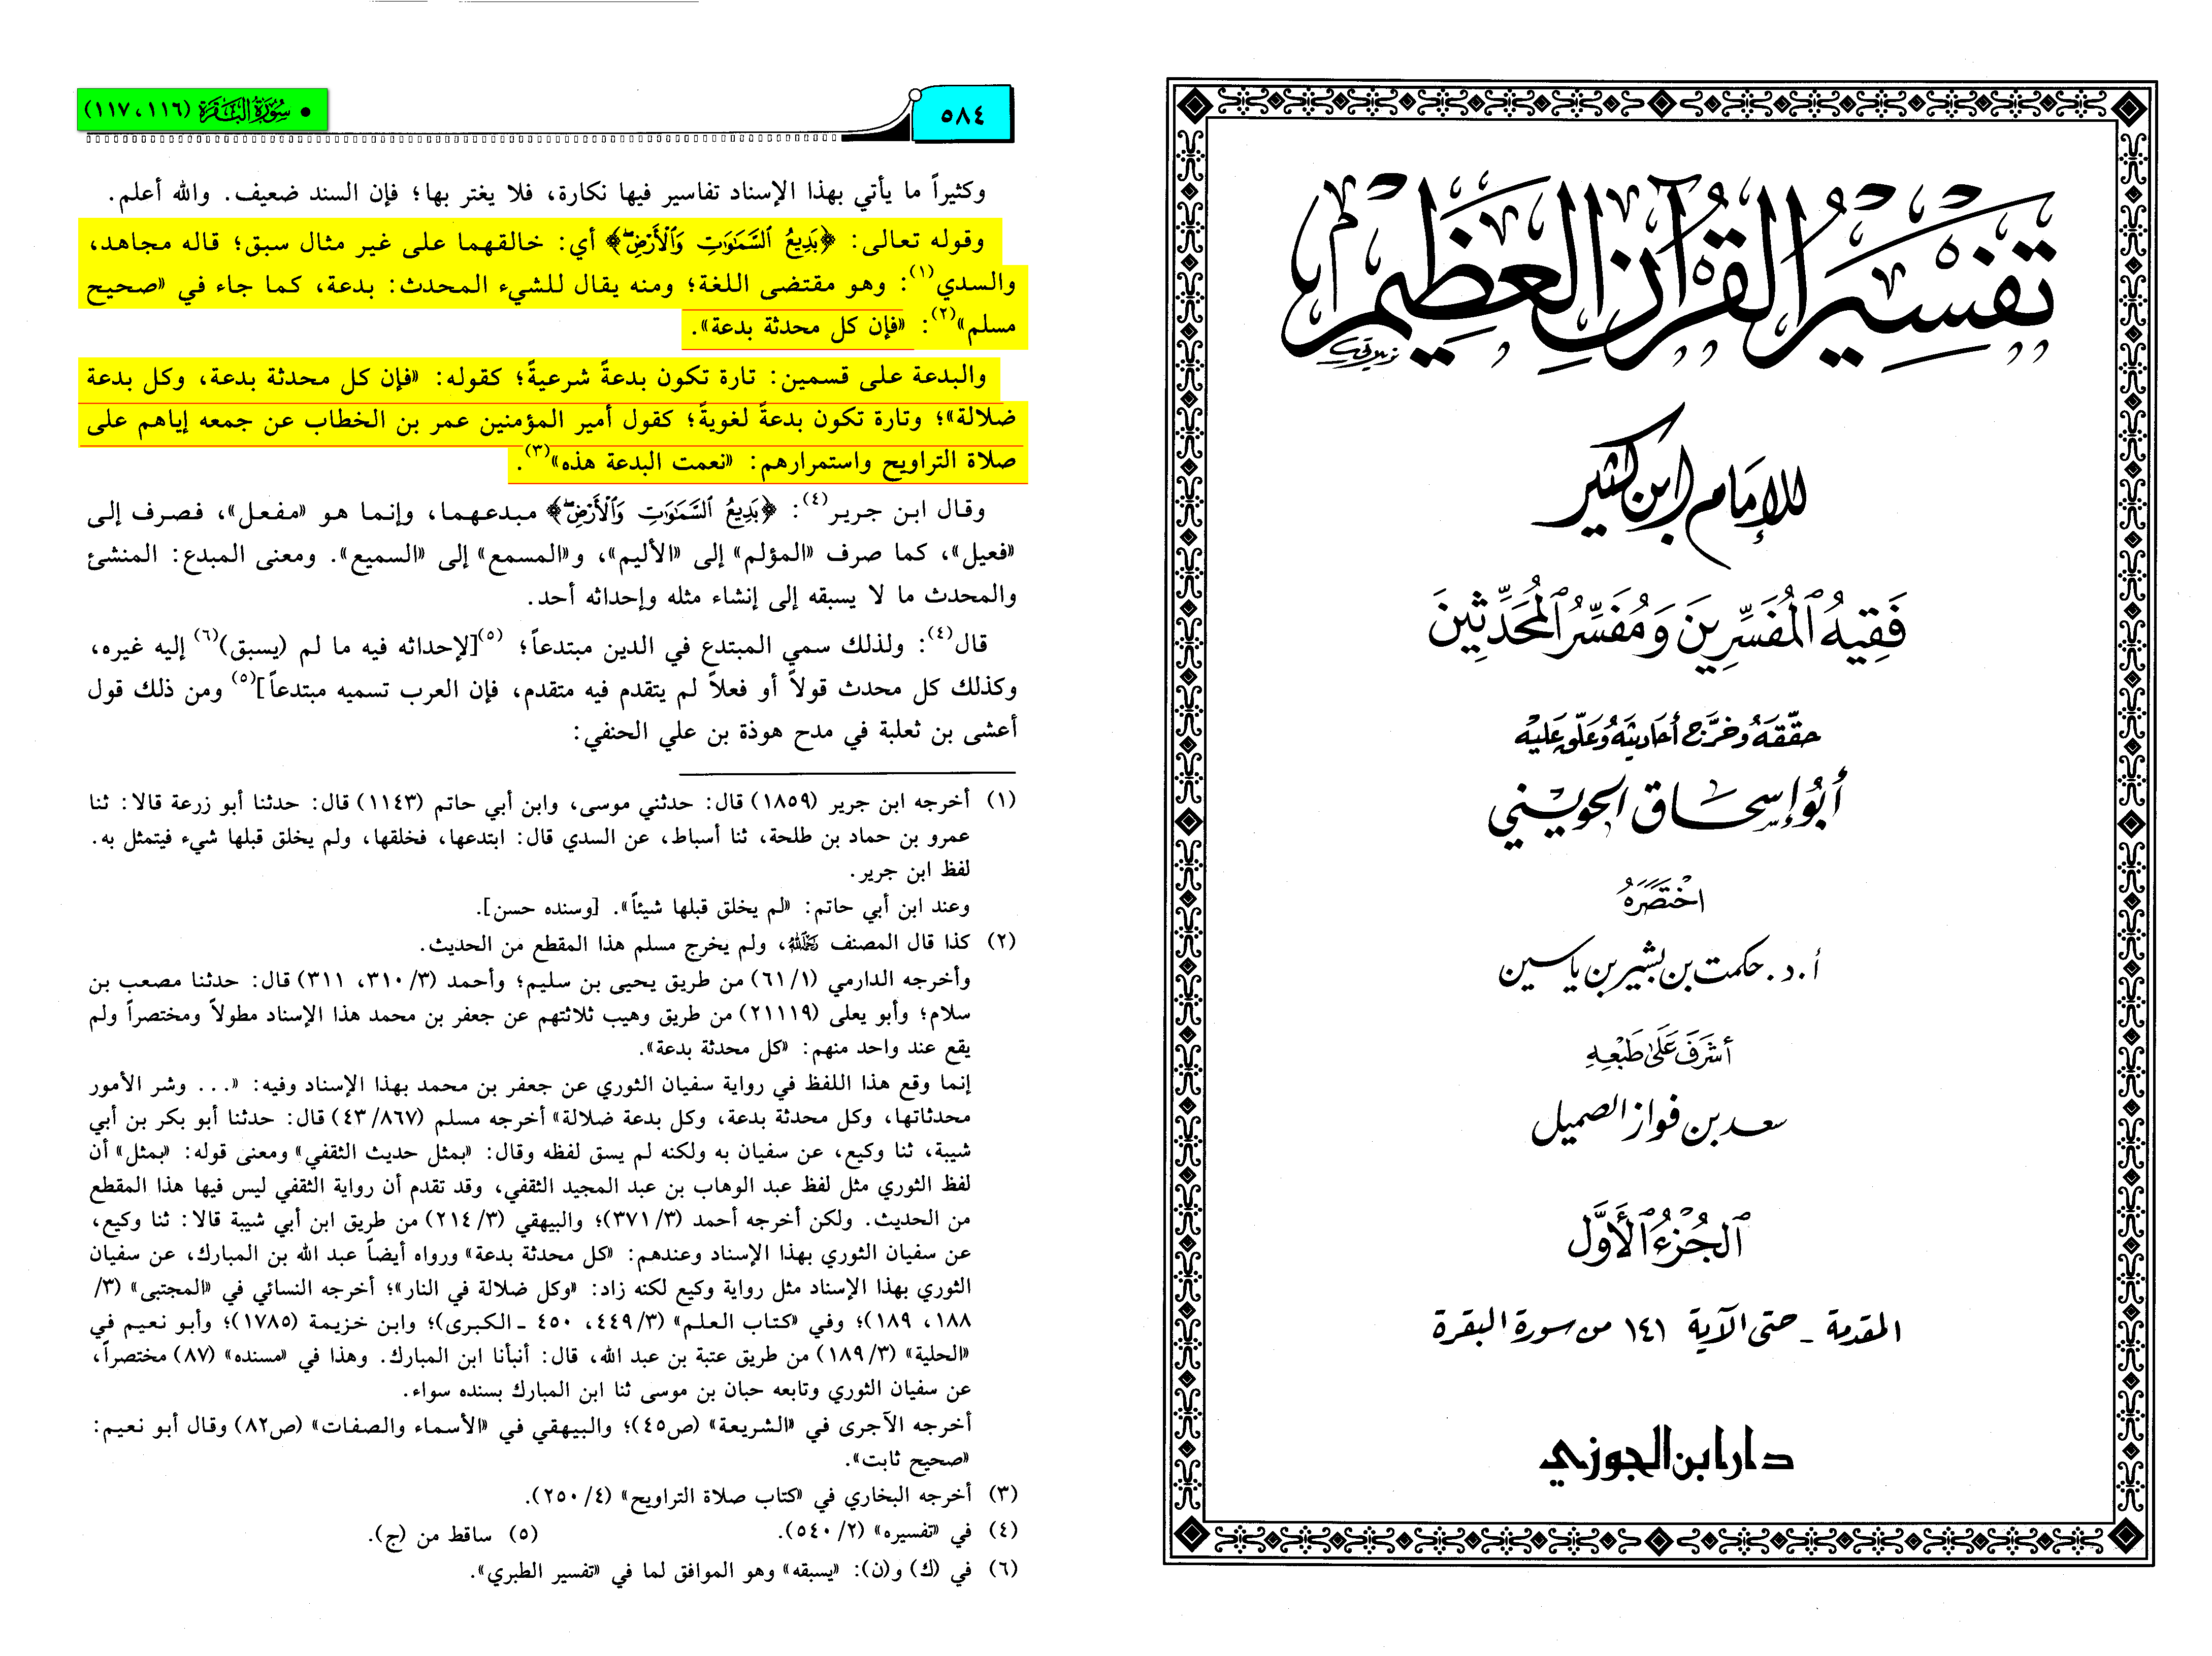 تفسير القرآن العظيم
للإمام ابن كثير
فَقِيهُ ٱلمُفَسِّرِينَ وَمُفَسِّرُ ٱلمُحَدِّثِينَ
حقّقه وخرّج أحاديثه وعلّق عليه
أبو إسحاق الحويني
اختصره
أ.د. حكمت بن بشير بن ياسين
أشرف على طبعه
سعد بن فواز الصميل
ٱلجُزْءُ ٱلأَوَّل
المقدمة - حتى الآية ١٤١ من سورة البقرة
دار ابن الجوزي
٥٨٤
• سُورَةُ البَقَرَةِ (١١٦، ١١٧)
وكثيراً ما يأتي بهذا الإسناد تفاسير فيها نكارة، فلا يغتر بها؛ فإن السند ضعيف. والله أعلم.
وقوله تعالى: ﴿بَدِيعُ ٱلسَّمَٰوَٰتِ وَٱلۡأَرۡضِۖ﴾ أي: خالقهما على غير مثال سبق؛ قاله مجاهد،
والسدي(١): وهو مقتضى اللغة؛ ومنه يقال للشيء المحدث: بدعة، كما جاء في «صحيح
مسلم»(٢): «فإن كل محدثة بدعة».
والبدعة على قسمين: تارة تكون بدعةً شرعيةً؛ كقوله: «فإن كل محدثة بدعة، وكل بدعة
ضلالة»؛ وتارة تكون بدعةً لغويةً؛ كقول أمير المؤمنين عمر بن الخطاب عن جمعه إياهم على
صلاة التراويح واستمرارهم: «نعمت البدعة هذه»(٣).
وقال ابن جرير(٤): ﴿بَدِيعُ ٱلسَّمَٰوَٰتِ وَٱلۡأَرۡضِۖ﴾ مبدعهما، وإنما هو «مفعل»، فصرف إلى
«فعيل»، كما صرف «المؤلم» إلى «الأليم»، و«المسمع» إلى «السميع». ومعنى المبدع: المنشئ
والمحدث ما لا يسبقه إلى إنشاء مثله وإحداثه أحد.
قال(٤): ولذلك سمي المبتدع في الدين مبتدعاً؛ (٥)[لإحداثه فيه ما لم (يسبق)(٦) إليه غيره،
وكذلك كل محدث قولاً أو فعلاً لم يتقدم فيه متقدم، فإن العرب تسميه مبتدعاً](٥) ومن ذلك قول
أعشى بن ثعلبة في مدح هوذة بن علي الحنفي:
(١) أخرجه ابن جرير (١٨٥٩) قال: حدثني موسى، وابن أبي حاتم (١١٤٣) قال: حدثنا أبو زرعة قالا: ثنا
عمرو بن حماد بن طلحة، ثنا أسباط، عن السدي قال: ابتدعها، فخلقها، ولم يخلق قبلها شيء فيتمثل به.
لفظ ابن جرير.
وعند ابن أبي حاتم: «لم يخلق قبلها شيئاً». [وسنده حسن].
(٢) كذا قال المصنف رحمه الله، ولم يخرج مسلم هذا المقطع من الحديث.
وأخرجه الدارمي (٦١/١) من طريق يحيى بن سليم؛ وأحمد (٣١٠/٣، ٣١١) قال: حدثنا مصعب بن
سلام؛ وأبو يعلى (٢١١١٩) من طريق وهيب ثلاثتهم عن جعفر بن محمد هذا الإسناد مطولاً ومختصراً ولم
يقع عند واحد منهم: «كل محدثة بدعة».
إنما وقع هذا اللفظ في رواية سفيان الثوري عن جعفر بن محمد بهذا الإسناد وفيه: «... وشر الأمور
محدثاتها، وكل محدثة بدعة، وكل بدعة ضلالة» أخرجه مسلم (٤٣/٨٦٧) قال: حدثنا أبو بكر بن أبي
شيبة، ثنا وكيع، عن سفيان به ولكنه لم يسق لفظه وقال: «بمثل حديث الثقفي» ومعنى قوله: «بمثل» أن
لفظ الثوري مثل لفظ عبد الوهاب بن عبد المجيد الثقفي، وقد تقدم أن رواية الثقفي ليس فيها هذا المقطع
من الحديث. ولكن أخرجه أحمد (٣٧١/٣)؛ والبيهقي (٢١٤/٣) من طريق ابن أبي شيبة قالا: ثنا وكيع،
عن سفيان الثوري بهذا الإسناد وعندهم: «كل محدثة بدعة» ورواه أيضاً عبد الله بن المبارك، عن سفيان
الثوري بهذا الإسناد مثل رواية وكيع لكنه زاد: «وكل ضلالة في النار»؛ أخرجه النسائي في «المجتبى» (٣/
١٨٨، ١٨٩)؛ وفي «كتاب العلم» (٤٤٩/٣، ٤٥٠ ـ الكبرى)؛ وابن خزيمة (١٧٨٥)؛ وأبو نعيم في
«الحلية» (١٨٩/٣) من طريق عتبة بن عبد الله، قال: أنبأنا ابن المبارك. وهذا في «مسنده» (٨٧) مختصراً،
عن سفيان الثوري وتابعه حبان بن موسى ثنا ابن المبارك بسنده سواء.
أخرجه الآجرى في «الشريعة» (ص٤٥)؛ والبيهقي في «الأسماء والصفات» (ص٨٢) وقال أبو نعيم:
«صحيح ثابت».
(٣) أخرجه البخاري في «كتاب صلاة التراويح» (٢٥٠/٤).
(٤) في «تفسيره» (٥٤٠/٢). (٥) ساقط من (ج).
(٦) في (ك) و(ن): «يسبقه» وهو الموافق لما في «تفسير الطبري».